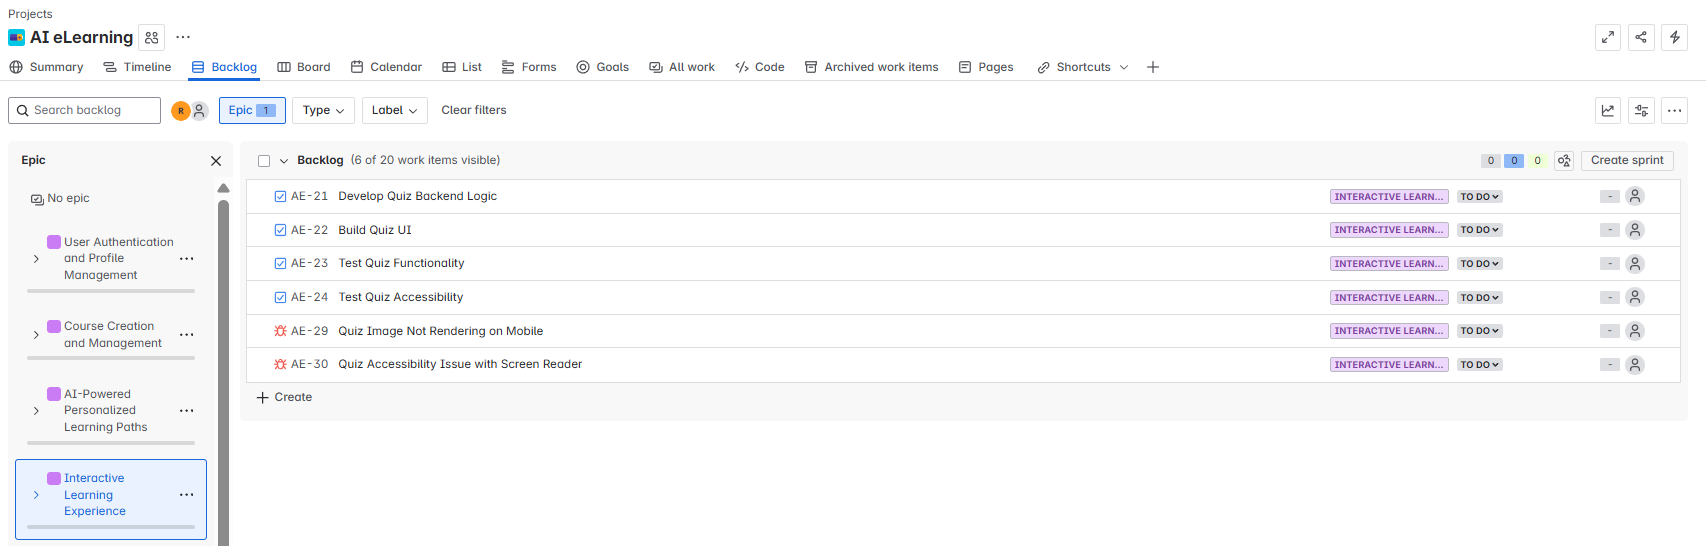 Projects
AI eLearning
Summary Timeline Backlog Board Calendar List Forms Goals All work Code Archived work items Pages Shortcuts
Search backlog R Epic 1 Type Label Clear filters
Epic
No epic
User Authentication
and Profile
Management
Course Creation
and Management
AI-Powered
Personalized
Learning Paths
Interactive
Learning
Experience
Backlog (6 of 20 work items visible) 0 0 0 Create sprint
AE-21 Develop Quiz Backend Logic INTERACTIVE LEARN... TO DO -
AE-22 Build Quiz UI INTERACTIVE LEARN... TO DO -
AE-23 Test Quiz Functionality INTERACTIVE LEARN... TO DO -
AE-24 Test Quiz Accessibility INTERACTIVE LEARN... TO DO -
AE-29 Quiz Image Not Rendering on Mobile INTERACTIVE LEARN... TO DO -
AE-30 Quiz Accessibility Issue with Screen Reader INTERACTIVE LEARN... TO DO -
Create